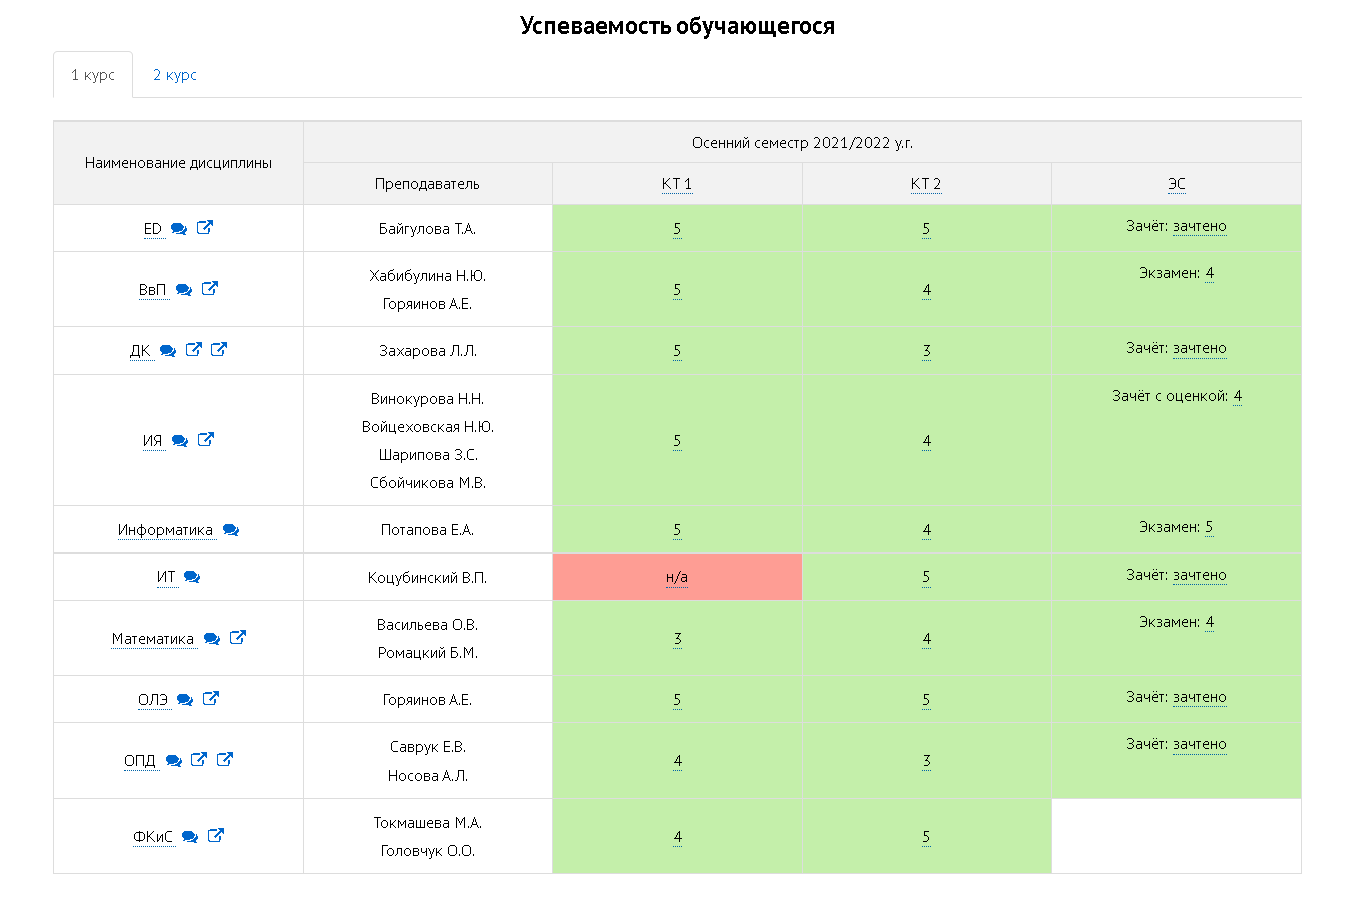 Успеваемость обучающегося
1 курс
2 курс
Наименование дисциплины
Осенний семестр 2021/2022 у.г.
Преподаватель
КТ 1
КТ 2
ЭС
ED
Байгулова Т.А.
5
5
Зачёт: зачтено
ВвП
Хабибулина Н.Ю.
Горяинов А.Е.
5
4
Экзамен: 4
ДК
Захарова Л.Л.
5
3
Зачёт: зачтено
ИЯ
Винокурова Н.Н.
Войцеховская Н.Ю.
Шарипова З.С.
Сбойчикова М.В.
5
4
Зачёт с оценкой: 4
Информатика
Потапова Е.А.
5
4
Экзамен: 5
ИТ
Коцубинский В.П.
н/а
5
Зачёт: зачтено
Математика
Васильева О.В.
Ромацкий Б.М.
3
4
Экзамен: 4
ОЛЭ
Горяинов А.Е.
5
5
Зачёт: зачтено
ОПД
Саврук Е.В.
Носова А.Л.
4
3
Зачёт: зачтено
ФКиС
Токмашева М.А.
Головчук О.О.
4
5